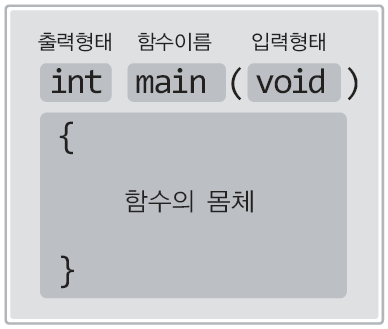 출력형태 함수이름 입력형태
int main (void)
{
함수의 몸체
}